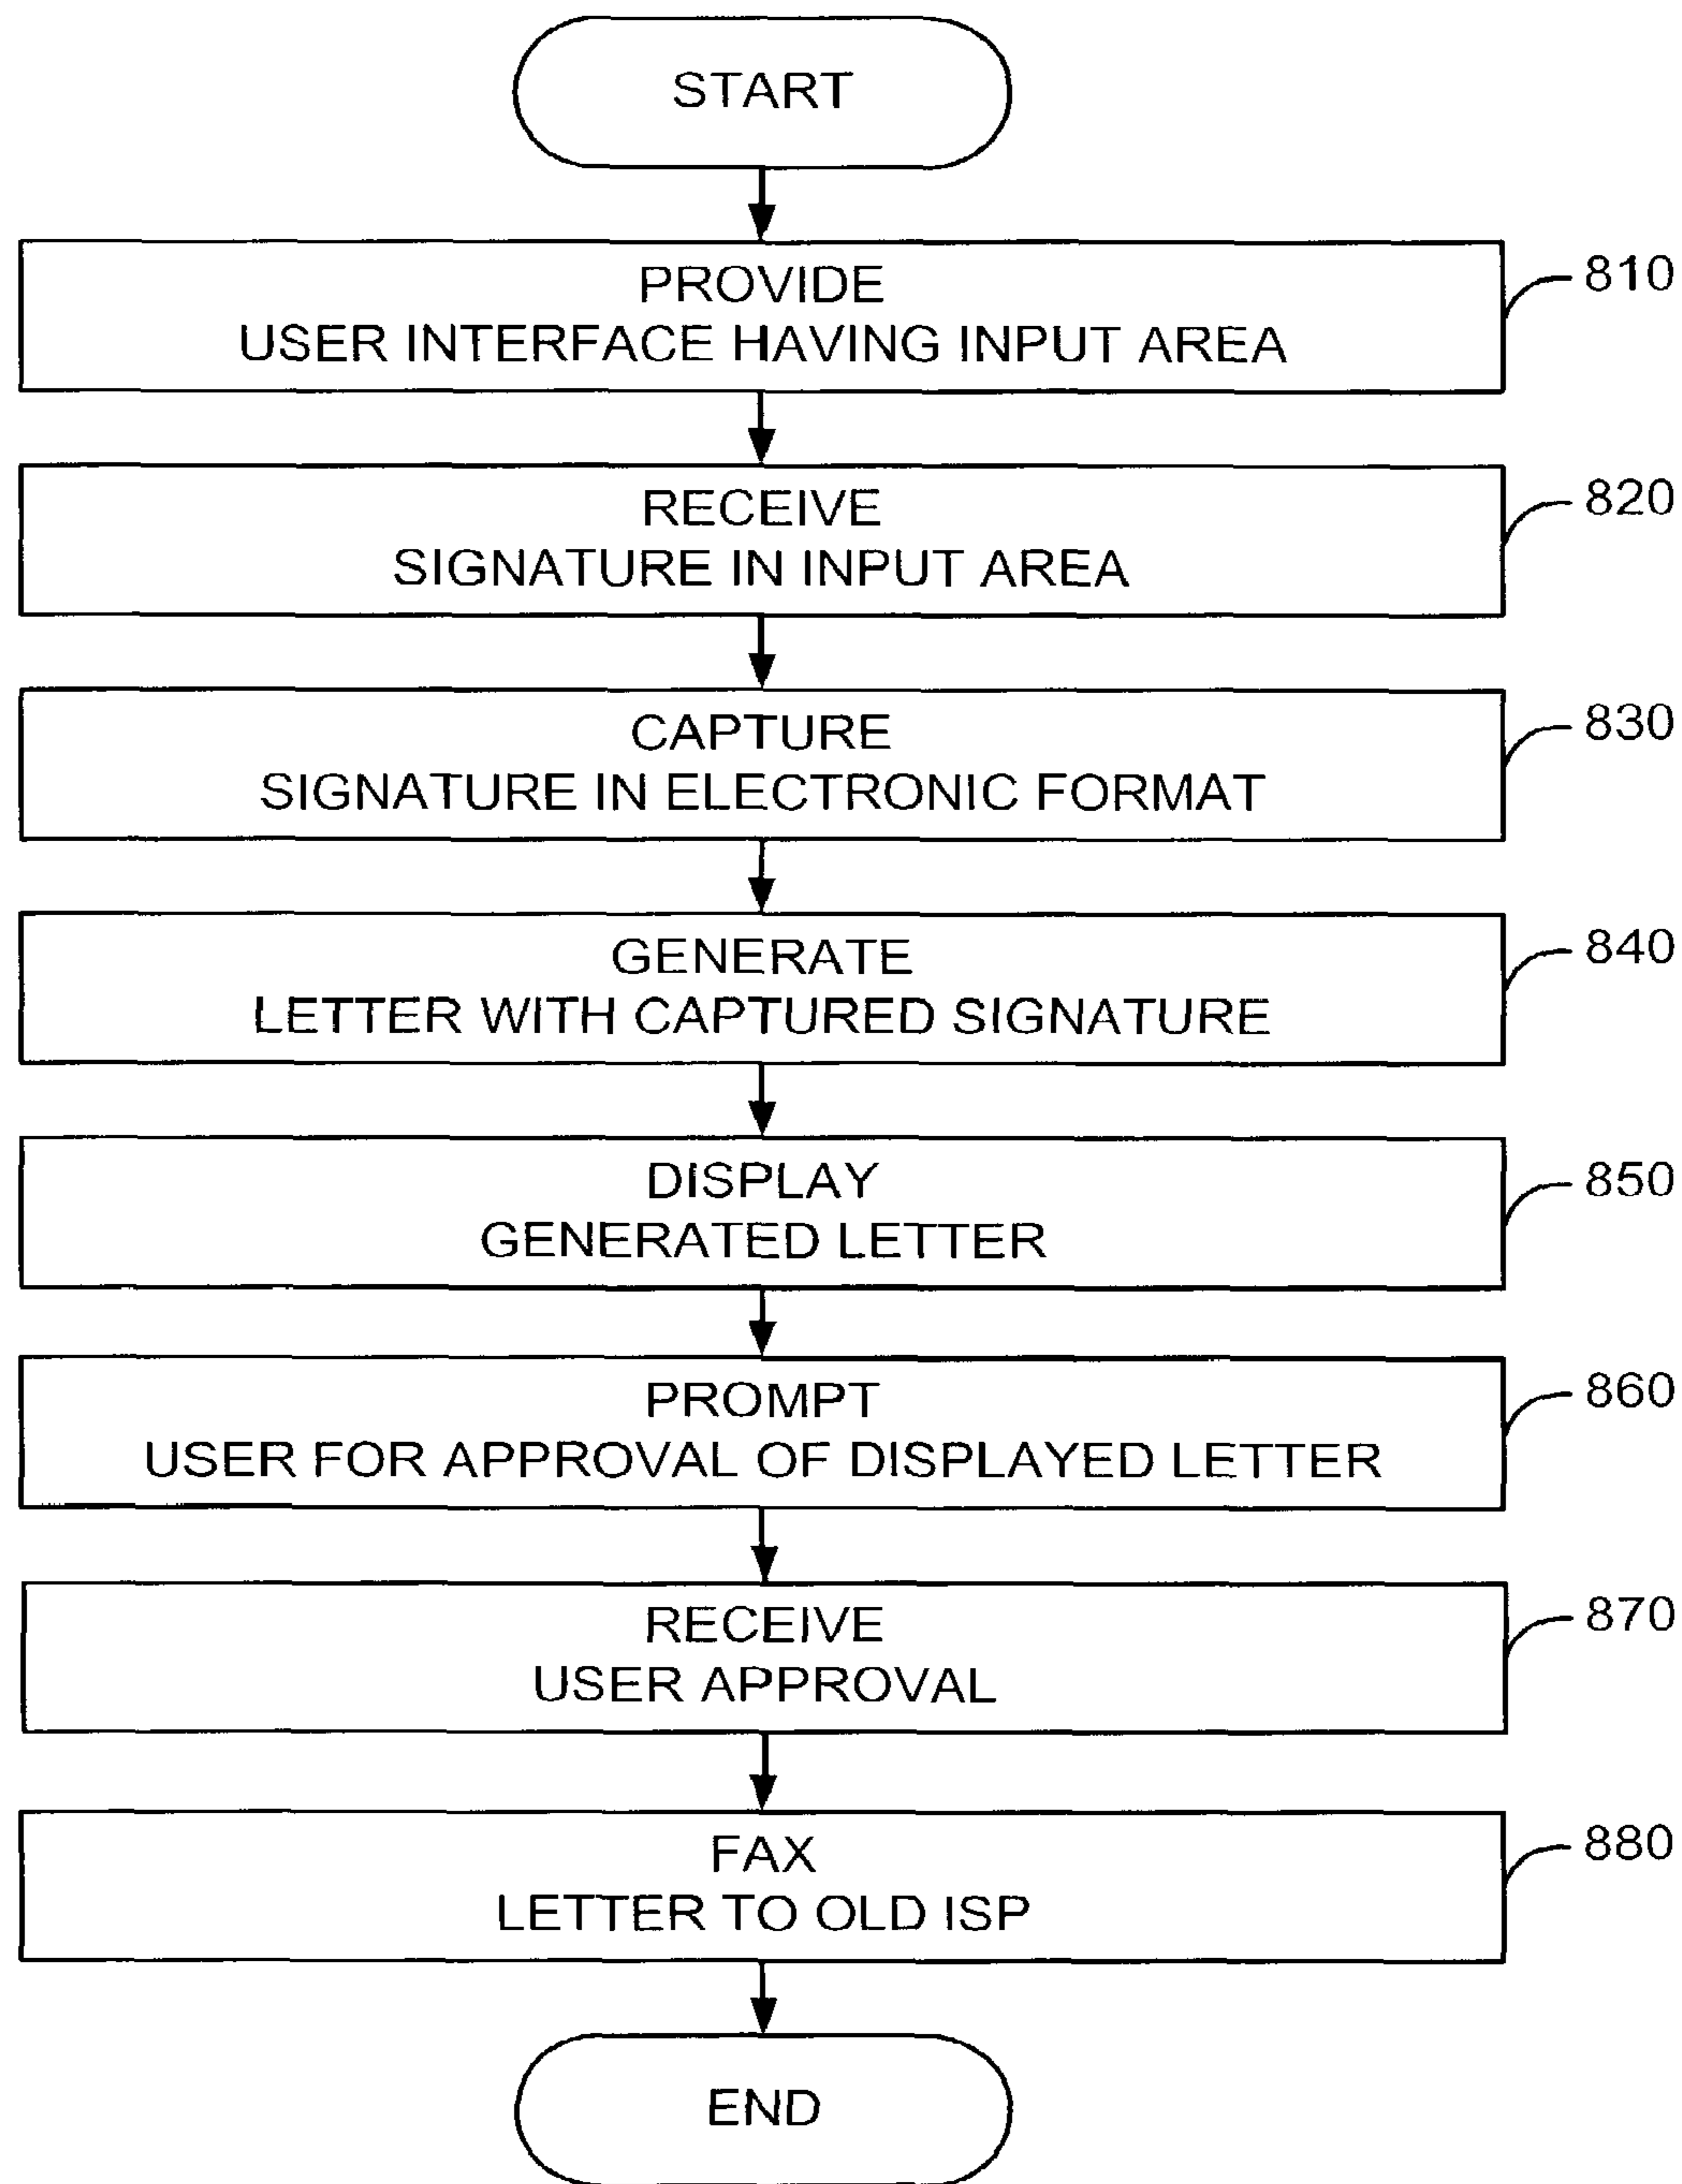 START
PROVIDE
USER INTERFACE HAVING INPUT AREA
810
RECEIVE
SIGNATURE IN INPUT AREA
820
CAPTURE
SIGNATURE IN ELECTRONIC FORMAT
830
GENERATE
LETTER WITH CAPTURED SIGNATURE
840
DISPLAY
GENERATED LETTER
850
PROMPT
USER FOR APPROVAL OF DISPLAYED LETTER
860
RECEIVE
USER APPROVAL
870
FAX
LETTER TO OLD ISP
880
END